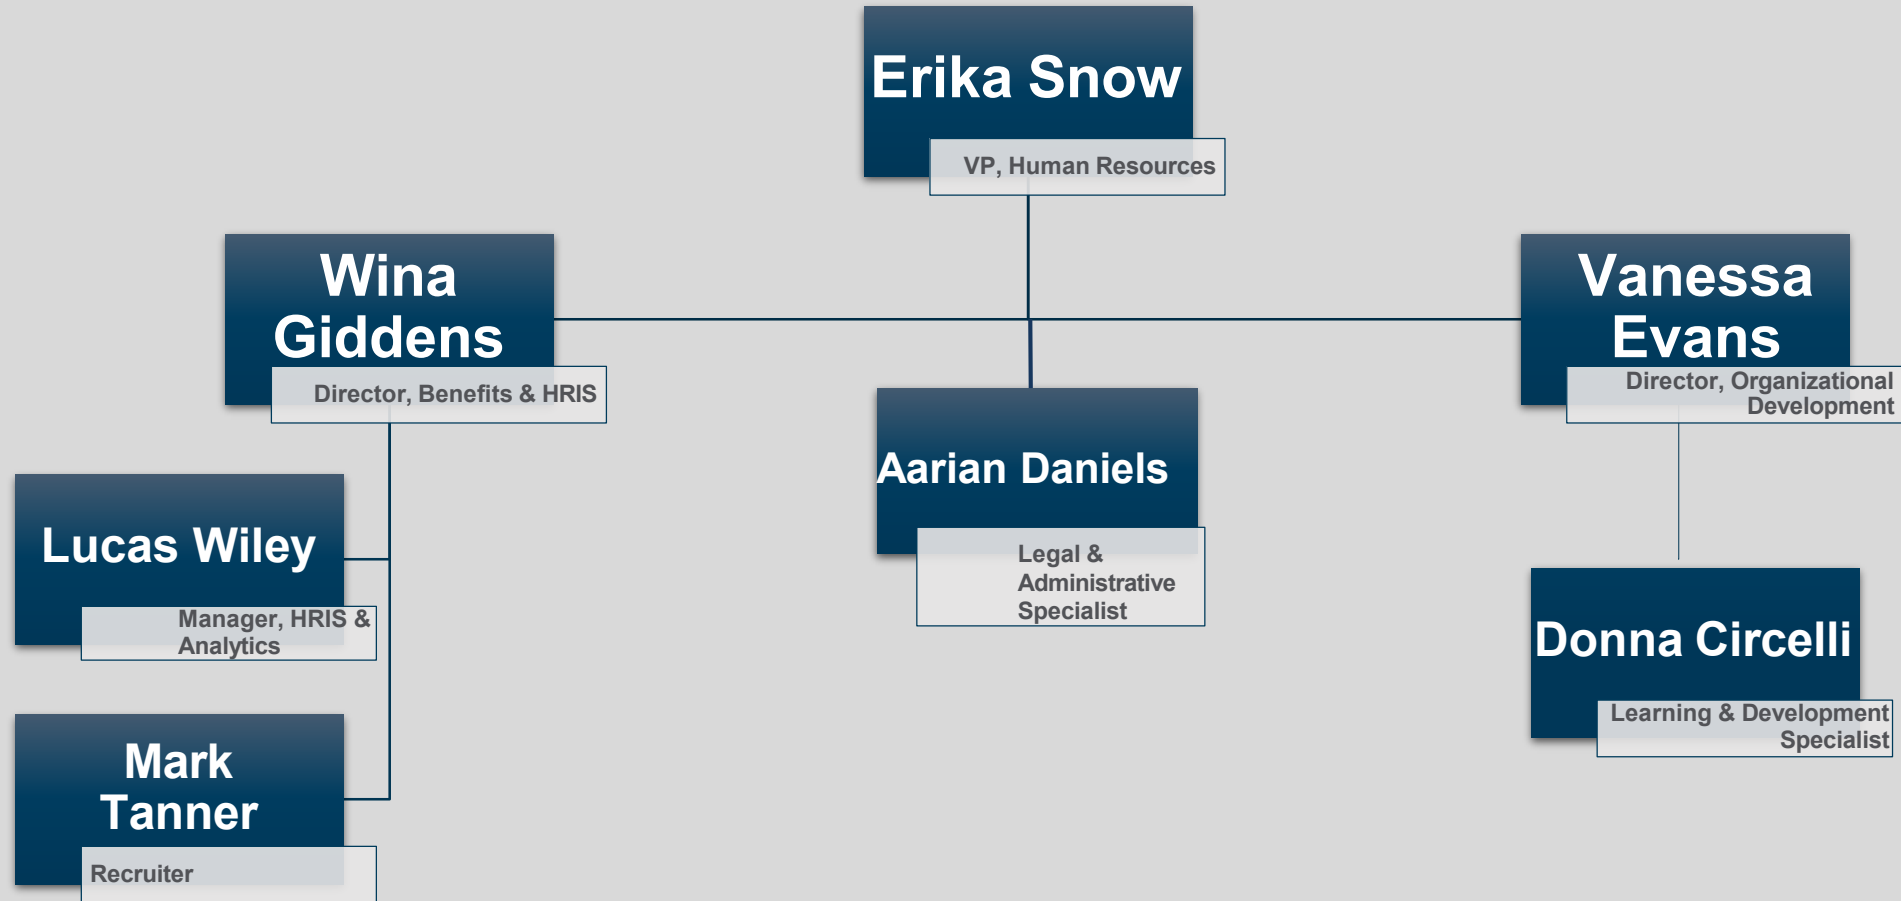 Erika Snow
VP, Human Resources
Wina
Giddens
Director, Benefits & HRIS
Vanessa
Evans
Director, Organizational
Development
Aarian Daniels
Legal &
Administrative
Specialist
Lucas Wiley
Manager, HRIS &
Analytics
Donna Circelli
Learning & Development
Specialist
Mark
Tanner
Recruiter